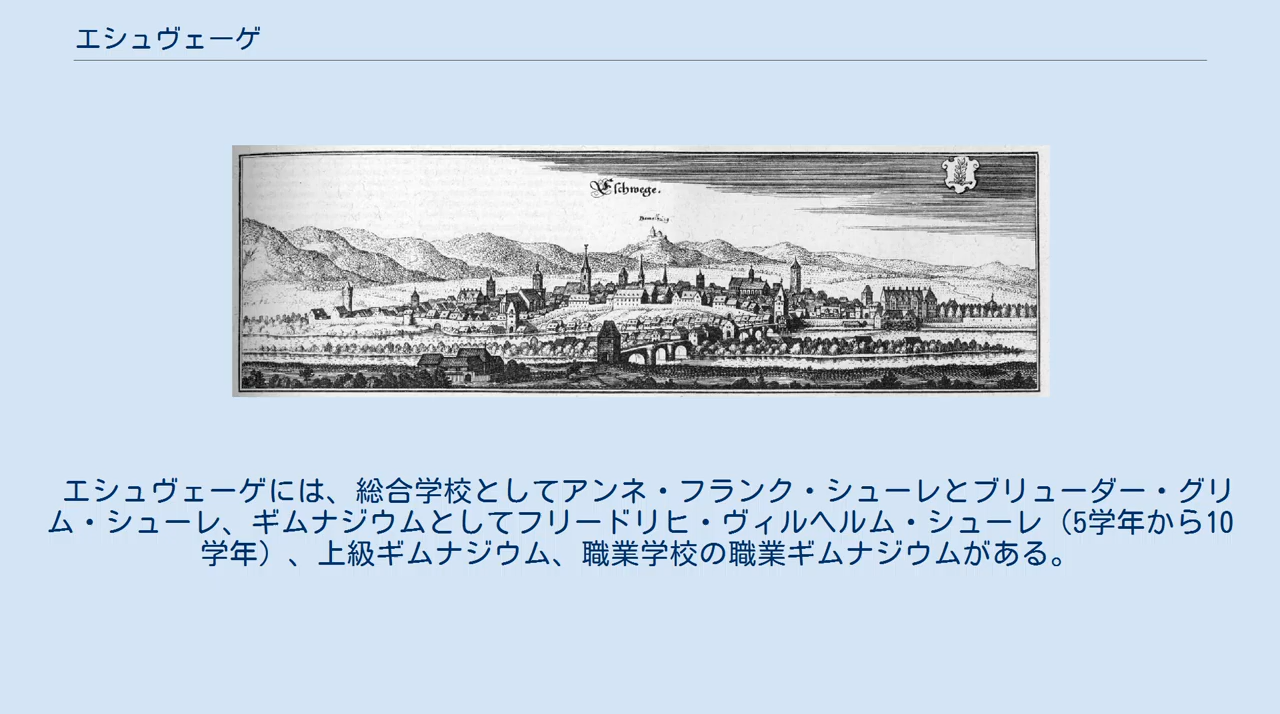 エシュヴェーゲ
Eschwege.
エシュヴェーゲには、総合学校としてアンネ・フランク・シューレとブリューダー・グリ
ム・シューレ、ギムナジウムとしてフリードリヒ・ヴィルヘルム・シューレ（5学年から10
学年）、上級ギムナジウム、職業学校の職業ギムナジウムがある。